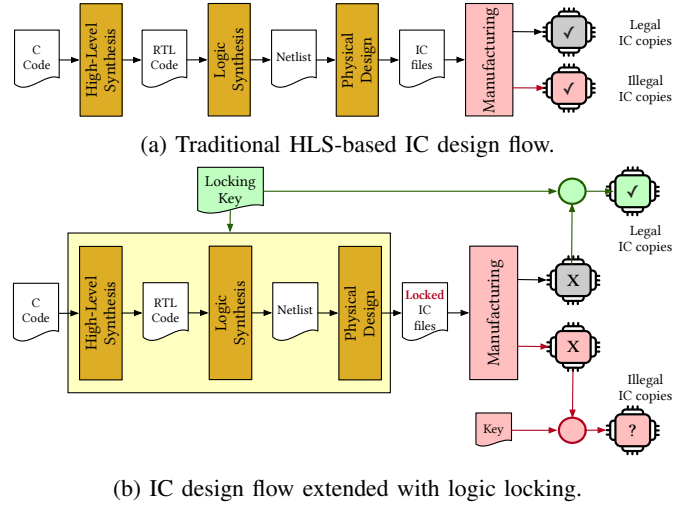 C
Code
High-Level
Synthesis
RTL
Code
Logic
Synthesis
Netlist
Physical
Design
IC
files
Manufacturing
✓
Legal
IC copies
✓
Illegal
IC copies
(a) Traditional HLS-based IC design flow.
Locking
Key
✓
Legal
IC copies
C
Code
High-Level
Synthesis
RTL
Code
Logic
Synthesis
Netlist
Physical
Design
Locked
IC
files
Manufacturing
X
X
Illegal
IC copies
Key
?
(b) IC design flow extended with logic locking.